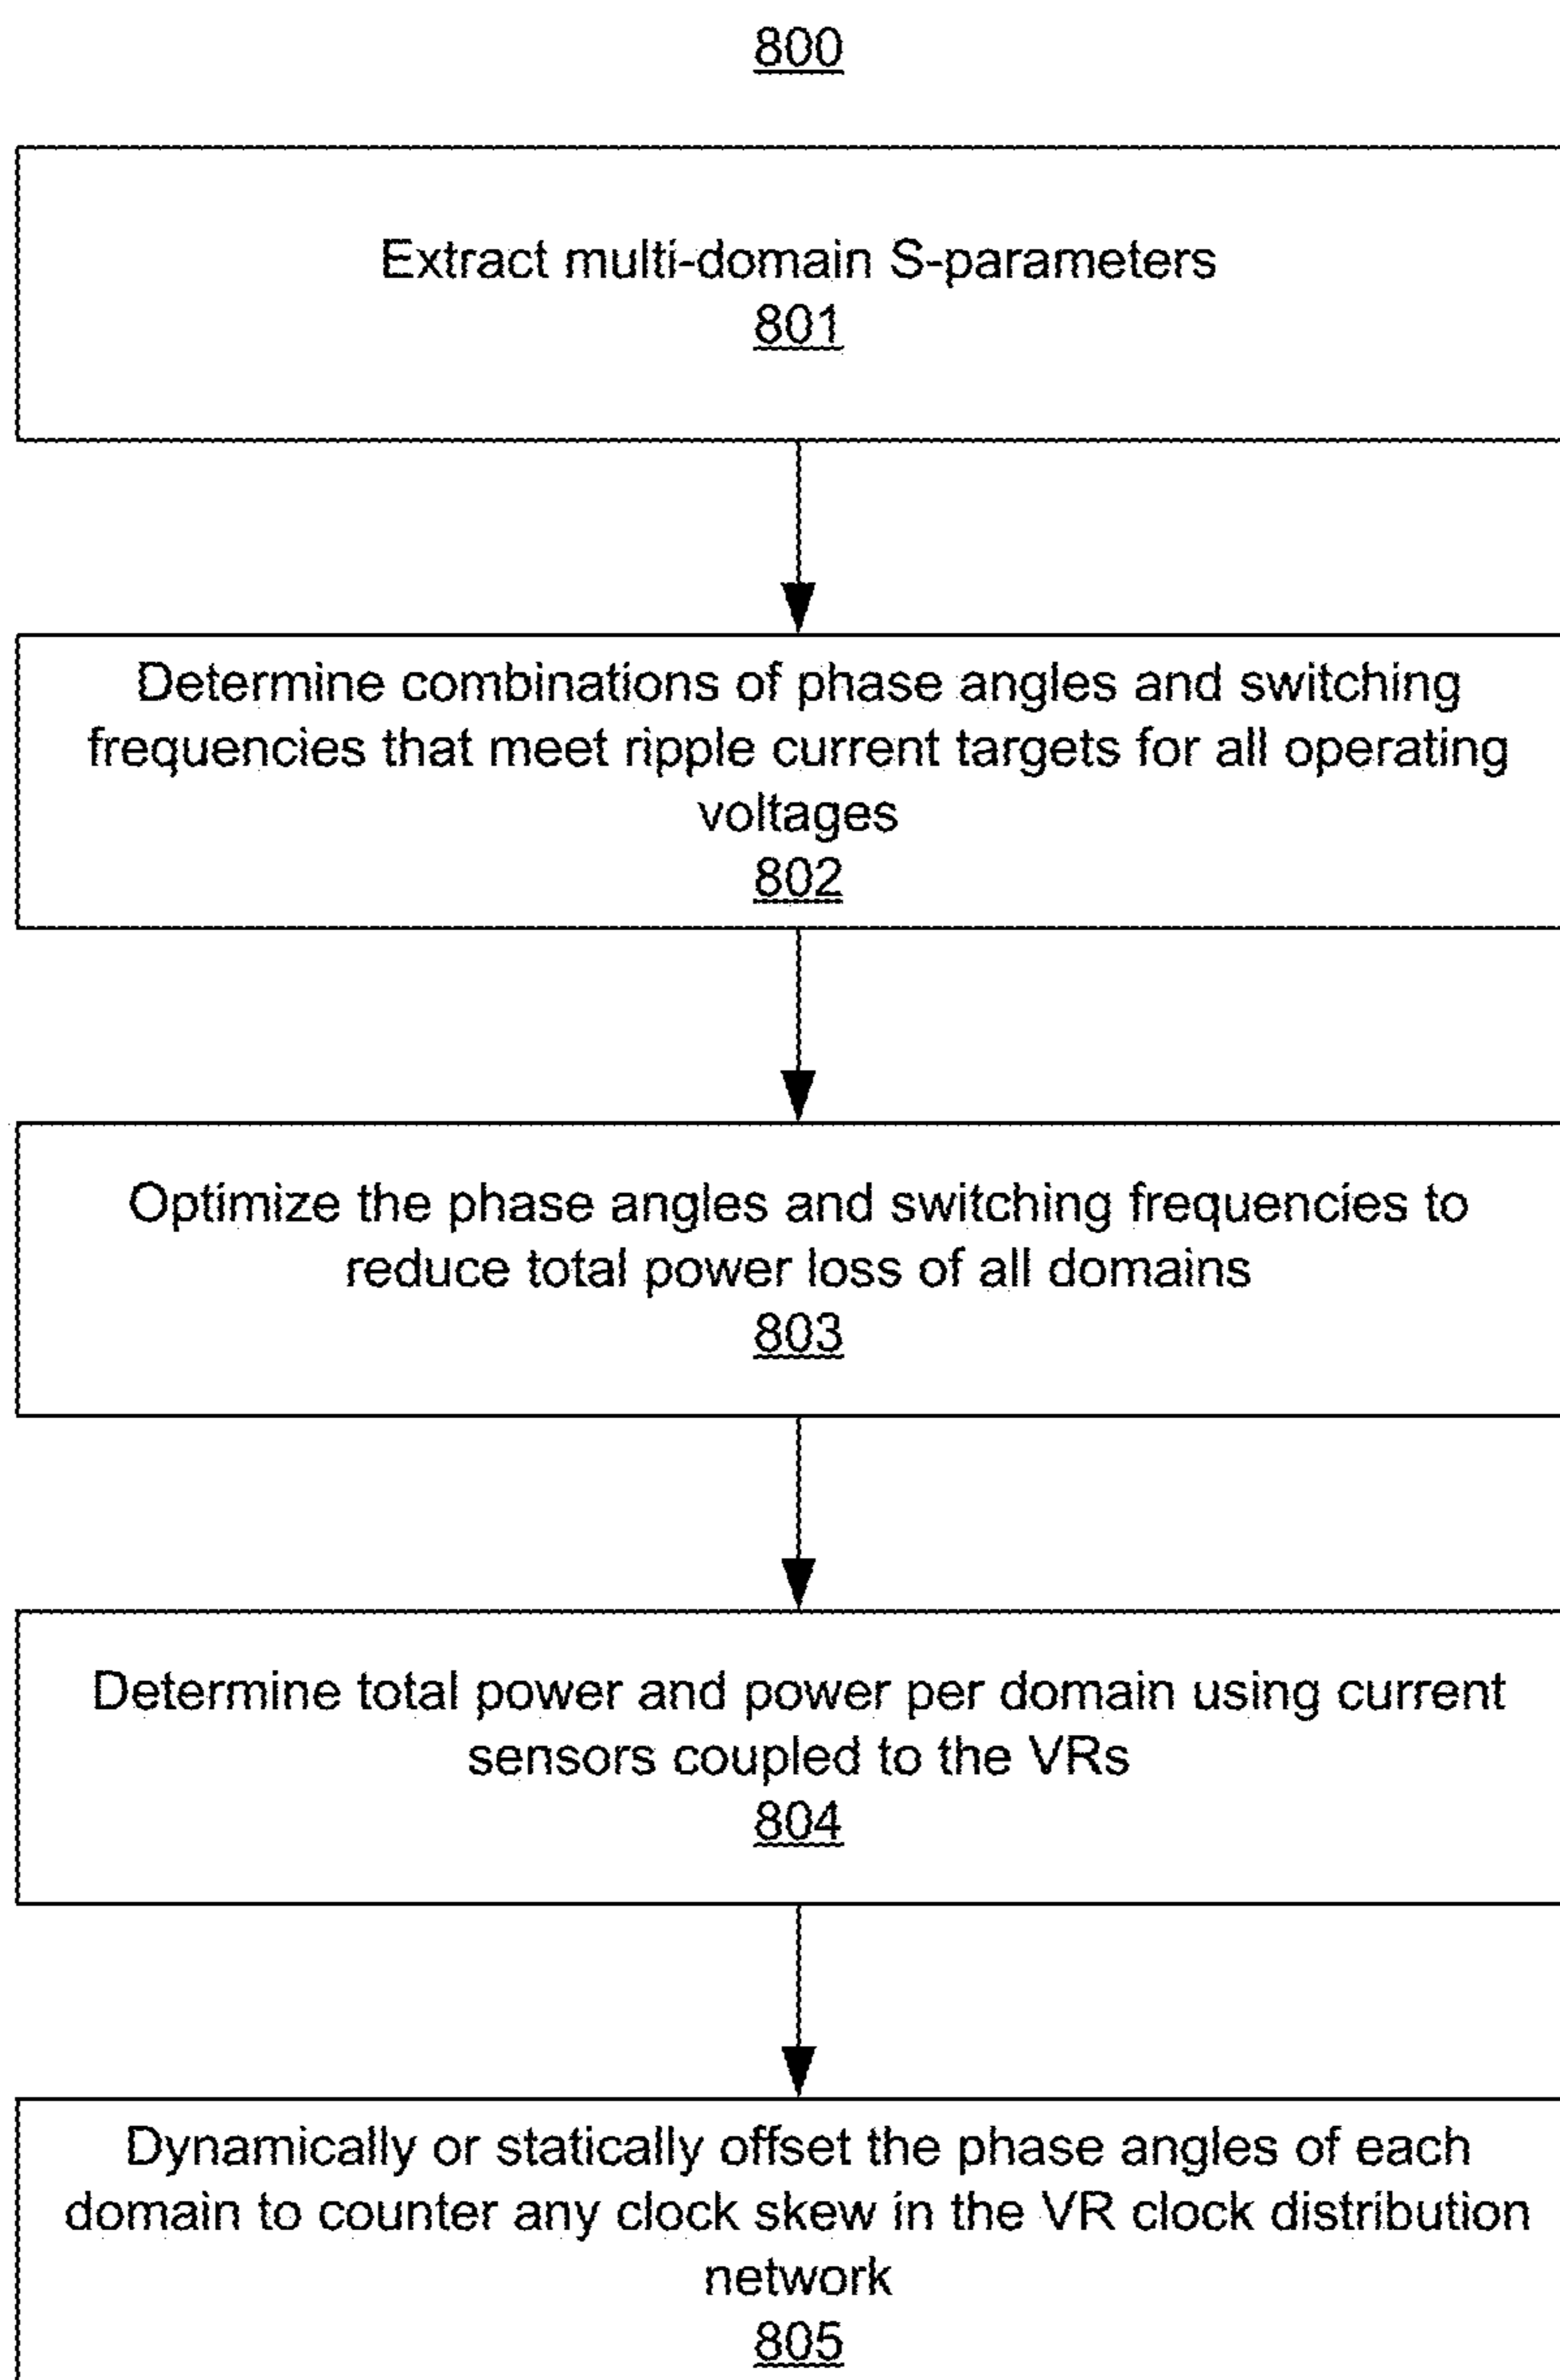 800
Extract multi-domain S-parameters
801
Determine combinations of phase angles and switching
frequencies that meet ripple current targets for all operating
voltages
802
Optimize the phase angles and switching frequencies to
reduce total power loss of all domains
803
Determine total power and power per domain using current
sensors coupled to the VRs
804
Dynamically or statically offset the phase angles of each
domain to counter any clock skew in the VR clock distribution
network
805